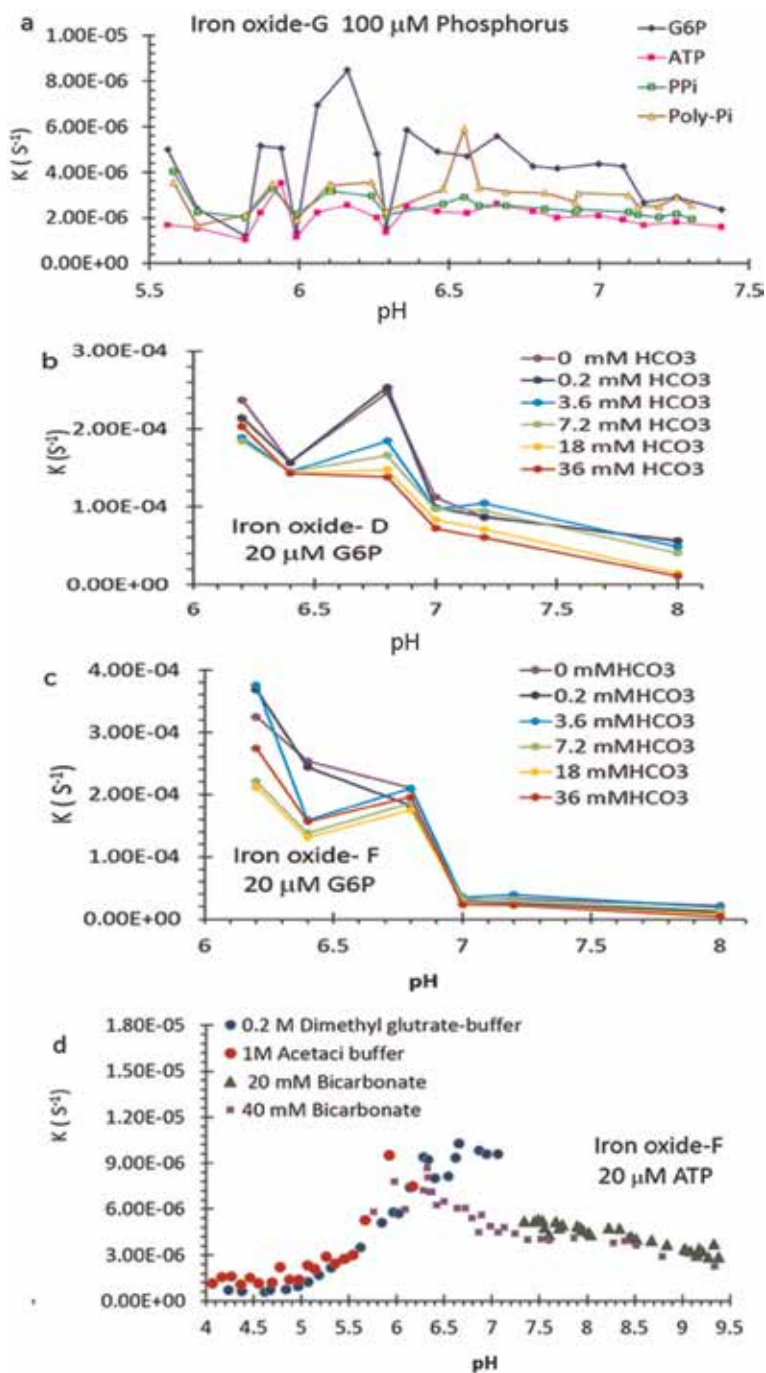 a
Iron oxide-G 100 µM Phosphorus
1.00E-05
8.00E-06
6.00E-06
4.00E-06
2.00E-06
0.00E+00
K ( S-1)
G6P
ATP
PPi
Poly-Pi
5.5 6 6.5 7 7.5
pH
b
3.00E-04
2.00E-04
1.00E-04
0.00E+00
K (S-1)
0 mM HCO3
0.2 mM HCO3
3.6 mM HCO3
7.2 mM HCO3
18 mM HCO3
36 mM HCO3
Iron oxide- D
20 µM G6P
6 6.5 7 7.5 8
pH
c
4.00E-04
3.00E-04
2.00E-04
1.00E-04
0.00E+00
K ( S-1)
0 mMHCO3
0.2 mMHCO3
3.6 mMHCO3
7.2 mMHCO3
18 mMHCO3
36 mMHCO3
Iron oxide- F
20 µM G6P
6 6.5 7 7.5 8
pH
d
1.80E-05
1.50E-05
1.20E-05
9.00E-06
6.00E-06
3.00E-06
0.00E+00
K ( S-1)
0.2 M Dimethyl glutrate-buffer
1M Acetaci buffer
20 mM Bicarbonate
40 mM Bicarbonate
Iron oxide-F
20 µM ATP
4 4.5 5 5.5 6 6.5 7 7.5 8 8.5 9 9.5
pH